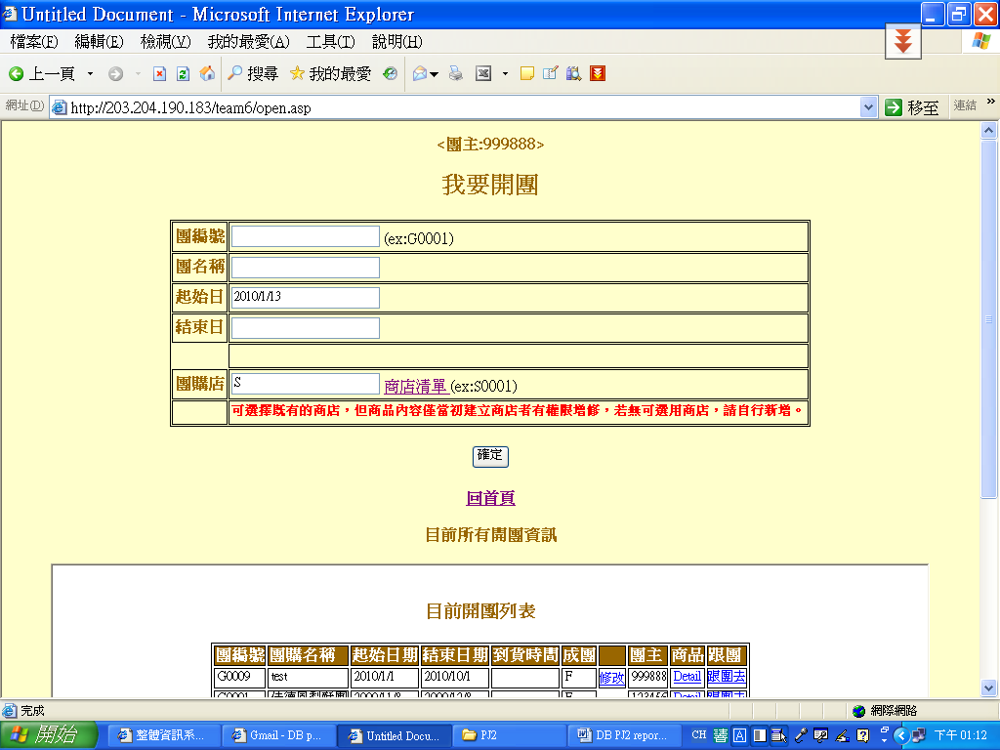 Untitled Document - Microsoft Internet Explorer
檔案(F) 編輯(E) 檢視(V) 我的最愛(A) 工具(T) 說明(H)
上一頁 搜尋 我的最愛
網址(D) http://203.204.190.183/team6/open.asp 移至 連結 »
<團主:999888>
我要開團
團編號 (ex:G0001)
團名稱
起始日 2010/1/13
結束日
團購店 S 商店清單 (ex:S0001)
可選擇既有的商店，但商品內容僅當初建立商店者有權限增修，若無可選用商店，請自行新增。
確定
回首頁
目前所有開團資訊
目前開團列表
團編號 團購名稱 起始日期 結束日期 到貨時間 成團 團主 商品 跟團
G0009 test 2010/1/1 2010/10/1 F 修改 999888 Detail 跟團去
完成 網際網路
開始 整體資訊系... Gmail - DB p... Untitled Docu... PJ2 DB PJ2 repor... CH 下午 01:12